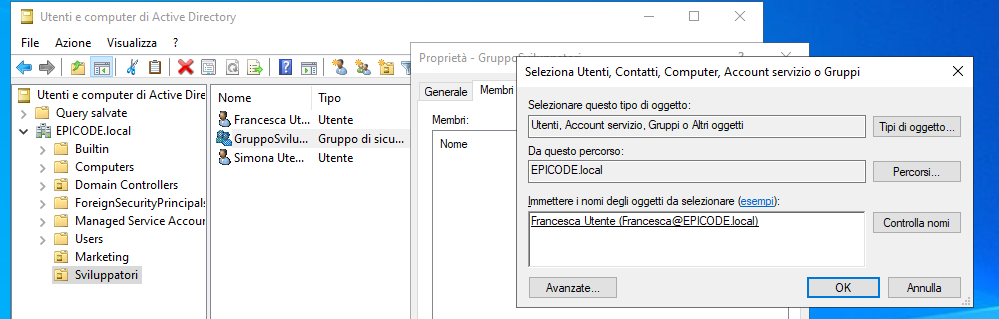 Utenti e computer di Active Directory
File Azione Visualizza ?
Utenti e computer di Active Direc
Query salvate
EPICODE.local
Builtin
Computers
Domain Controllers
ForeignSecurityPrincipals
Managed Service Accour
Users
Marketing
Sviluppatori
Nome Tipo
Francesca Ute... Utente
GruppoSvilu... Gruppo di sicu...
Simona Ute... Utente
Proprietà - GruppoSviluppatori ?
Generale Membri
Membri:
Nome
Seleziona Utenti, Contatti, Computer, Account servizio o Gruppi
Selezionare questo tipo di oggetto:
Utenti, Account servizio, Gruppi o Altri oggetti Tipi di oggetto...
Da questo percorso:
EPICODE.local Percorsi...
Immettere i nomi degli oggetti da selezionare (esempi):
Francesca Utente (Francesca@EPICODE.local) Controlla nomi
Avanzate... OK Annulla